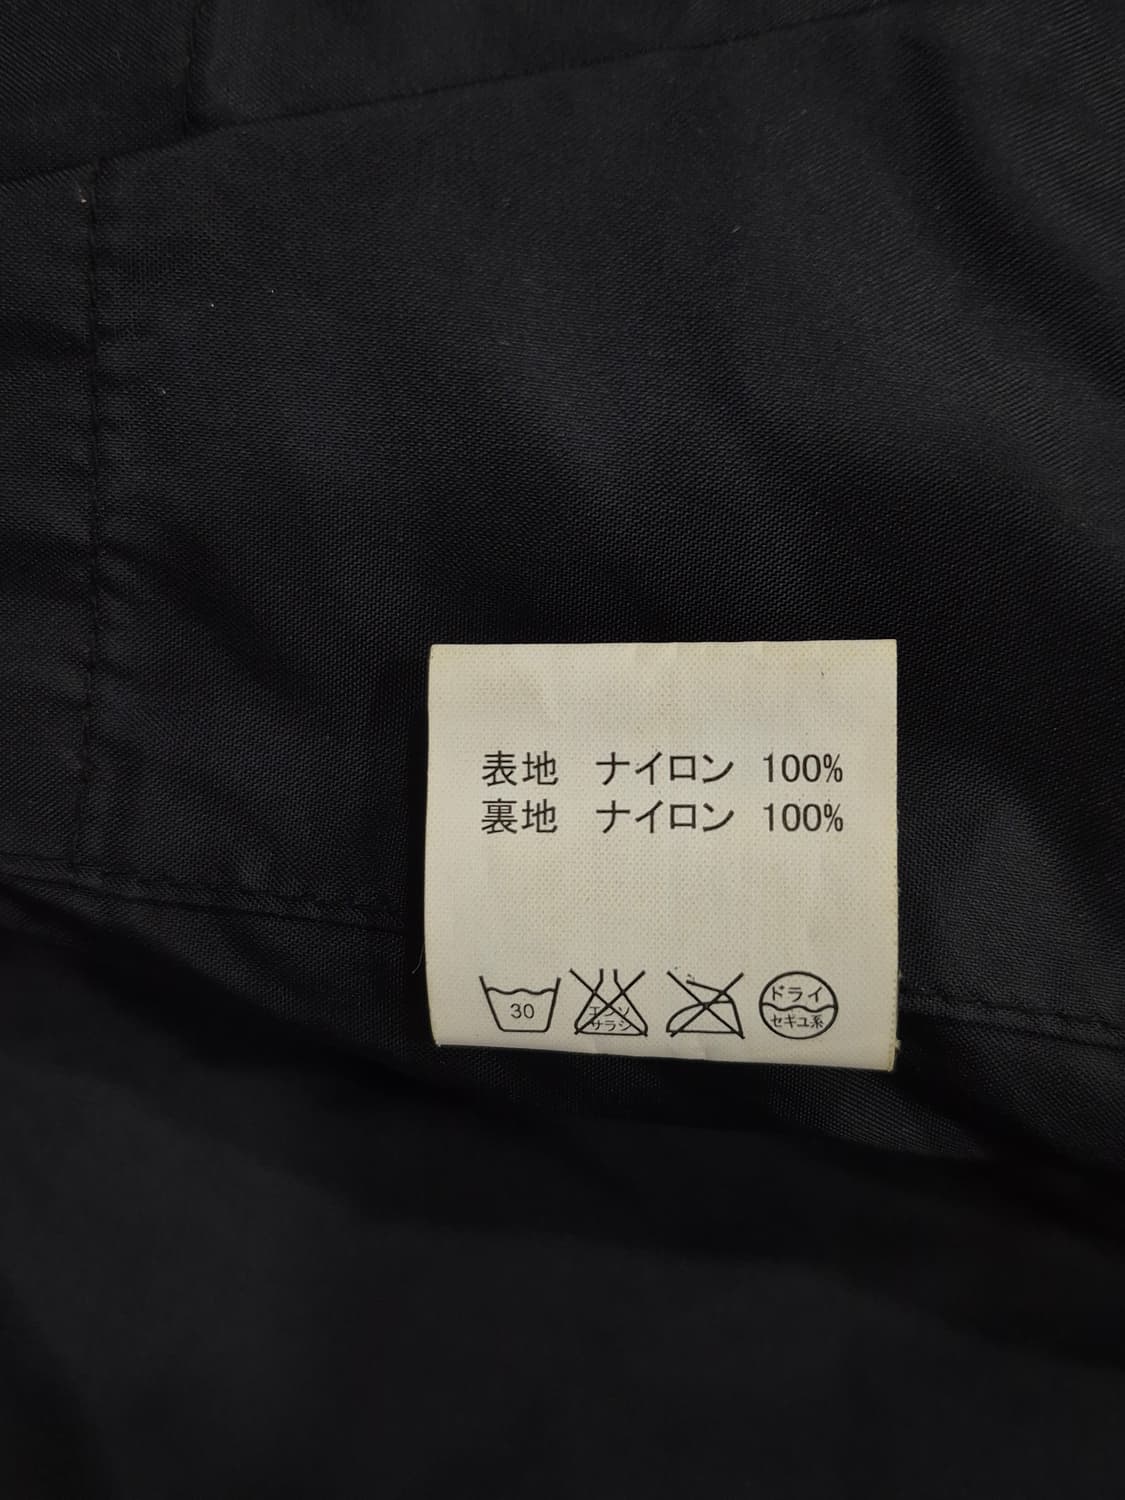 表地 ナイロン 100%
裏地 ナイロン 100%
30
エンソ
サラシ
ドライ
セキユ系